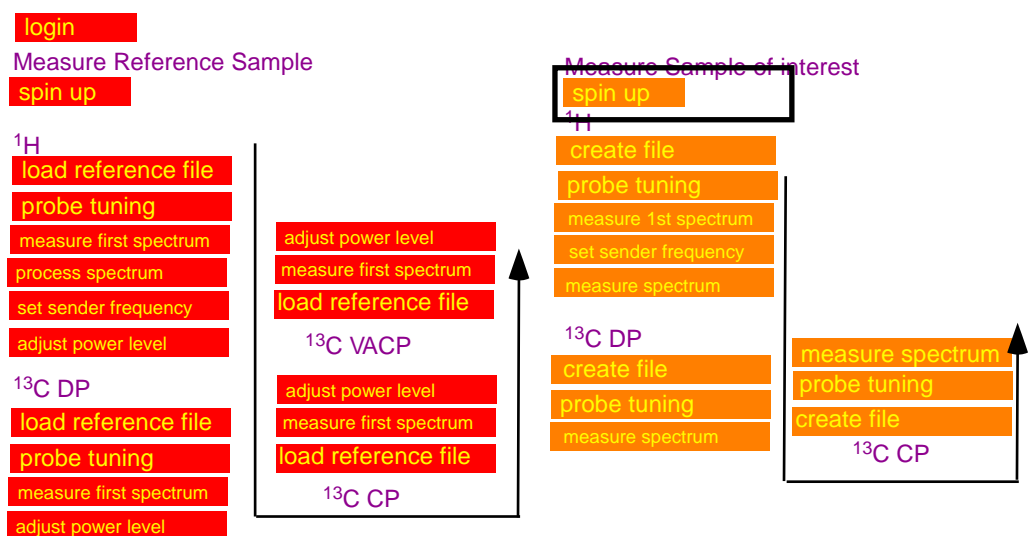 login
Measure Reference Sample
spin up
1H
load reference file
probe tuning
measure first spectrum
process spectrum
set sender frequency
adjust power level
13C DP
load reference file
probe tuning
measure first spectrum
adjust power level
adjust power level
measure first spectrum
load reference file
13C VACP
adjust power level
measure first spectrum
load reference file
13C CP
Measure Sample of interest
spin up
1H
create file
probe tuning
measure 1st spectrum
set sender frequency
measure spectrum
13C DP
create file
probe tuning
measure spectrum
measure spectrum
probe tuning
create file
13C CP